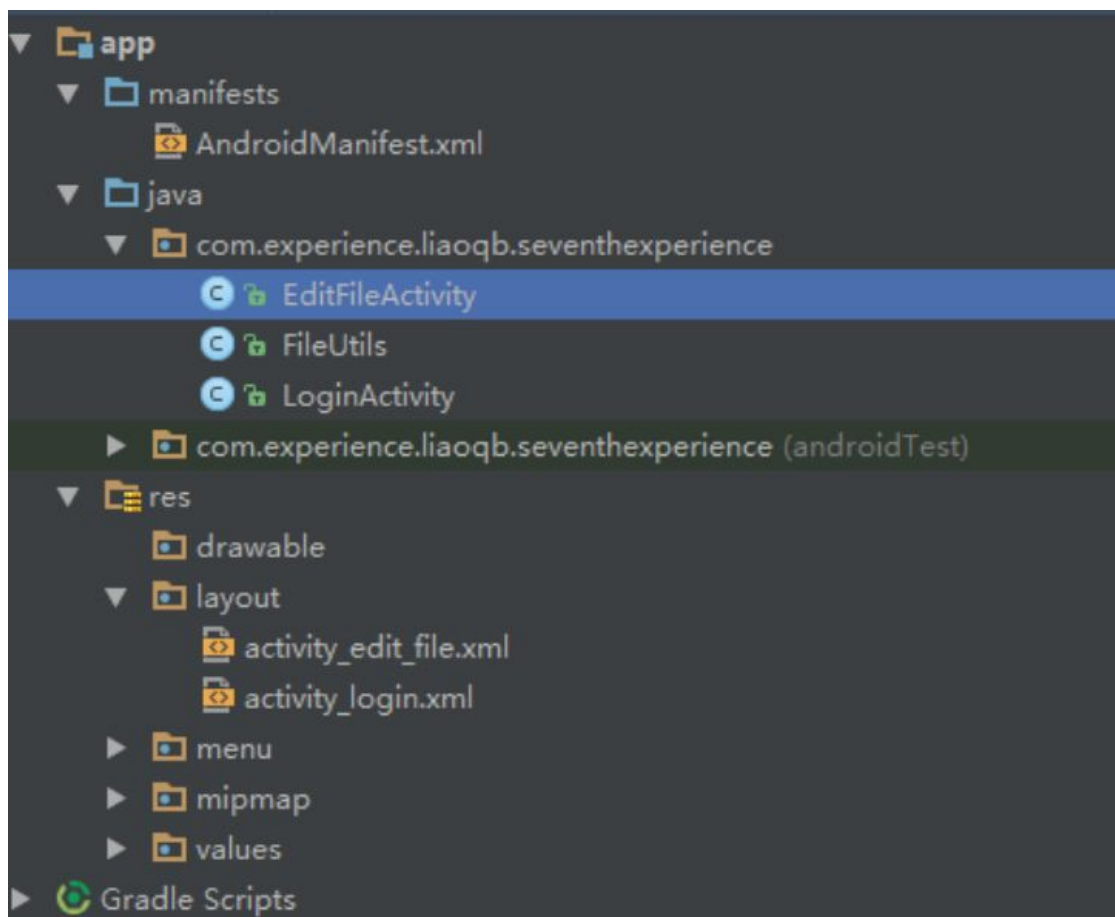 app
manifests
AndroidManifest.xml
java
com.experience.liaoqb.seventhexperience
EditFileActivity
FileUtils
LoginActivity
com.experience.liaoqb.seventhexperience (androidTest)
res
drawable
layout
activity_edit_file.xml
activity_login.xml
menu
mipmap
values
Gradle Scripts